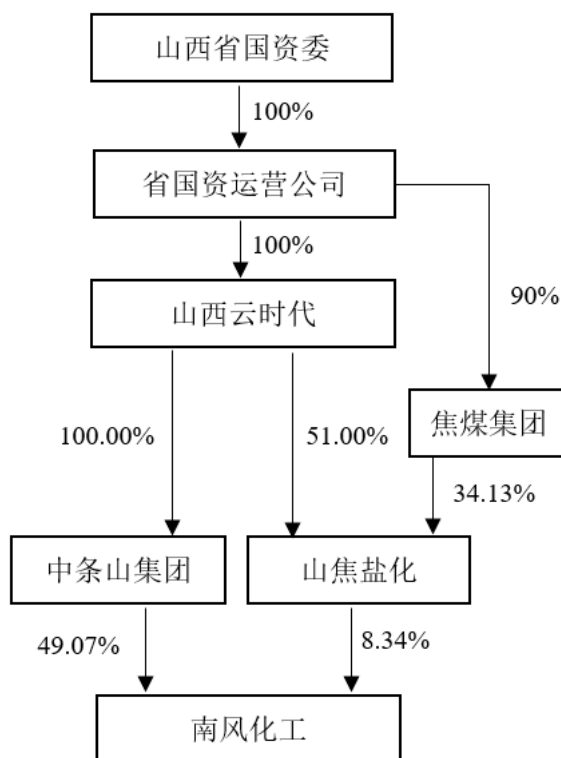 山西省国资委
100%
省国资运营公司
100%
山西云时代
90%
焦煤集团
100.00%
51.00%
34.13%
中条山集团
山焦盐化
49.07%
8.34%
南风化工